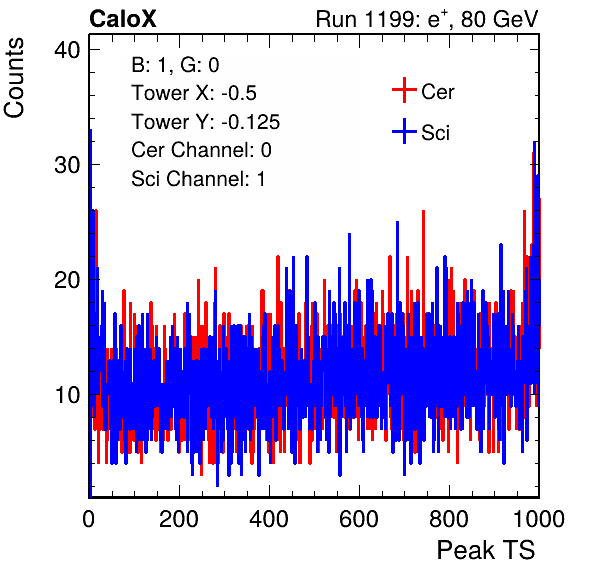 CaloX Run 1199: e+, 80 GeV
Counts
B: 1, G: 0
Tower X: -0.5
Tower Y: -0.125
Cer Channel: 0
Sci Channel: 1
Cer
Sci
40
30
20
10
0 200 400 600 800 1000
Peak TS